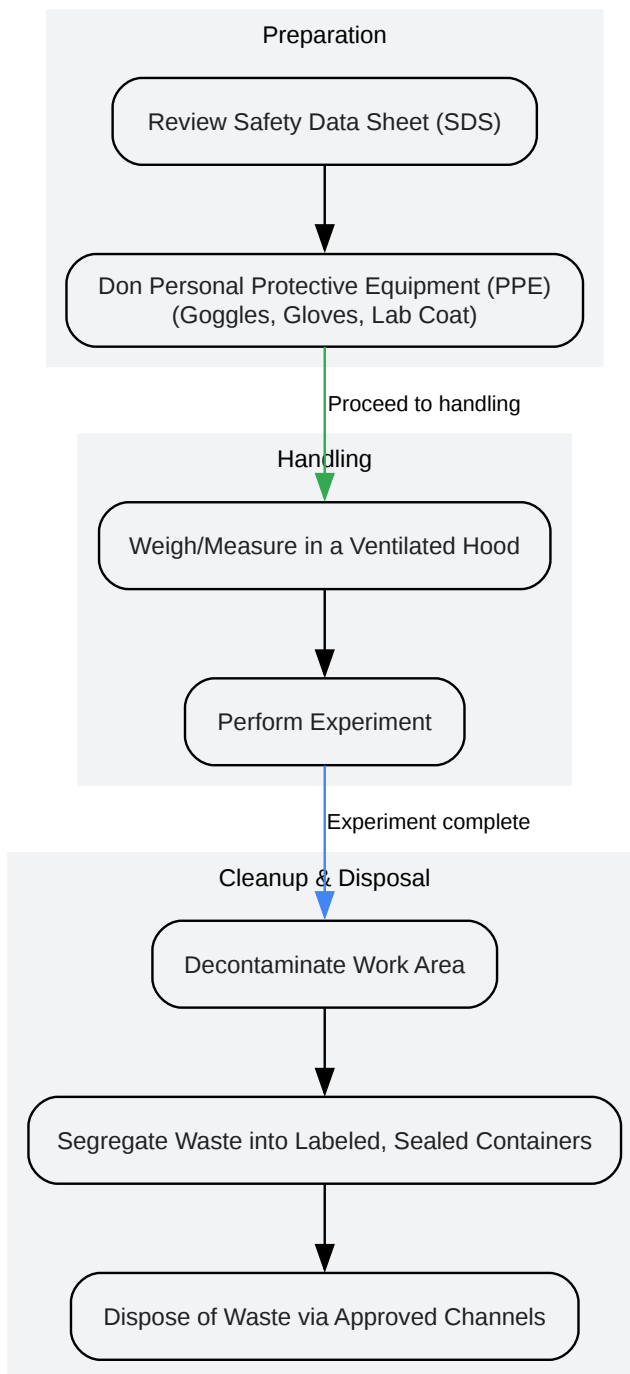 Preparation
Review Safety Data Sheet (SDS)
Don Personal Protective Equipment (PPE)
(Goggles, Gloves, Lab Coat)
Proceed to handling
Handling
Weigh/Measure in a Ventilated Hood
Perform Experiment
Experiment complete
Cleanup & Disposal
Decontaminate Work Area
Segregate Waste into Labeled, Sealed Containers
Dispose of Waste via Approved Channels